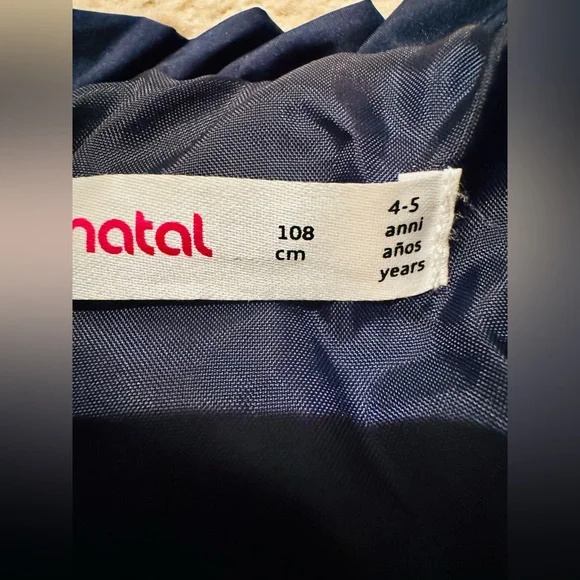 natal
108
cm
4-5
anni
años
years